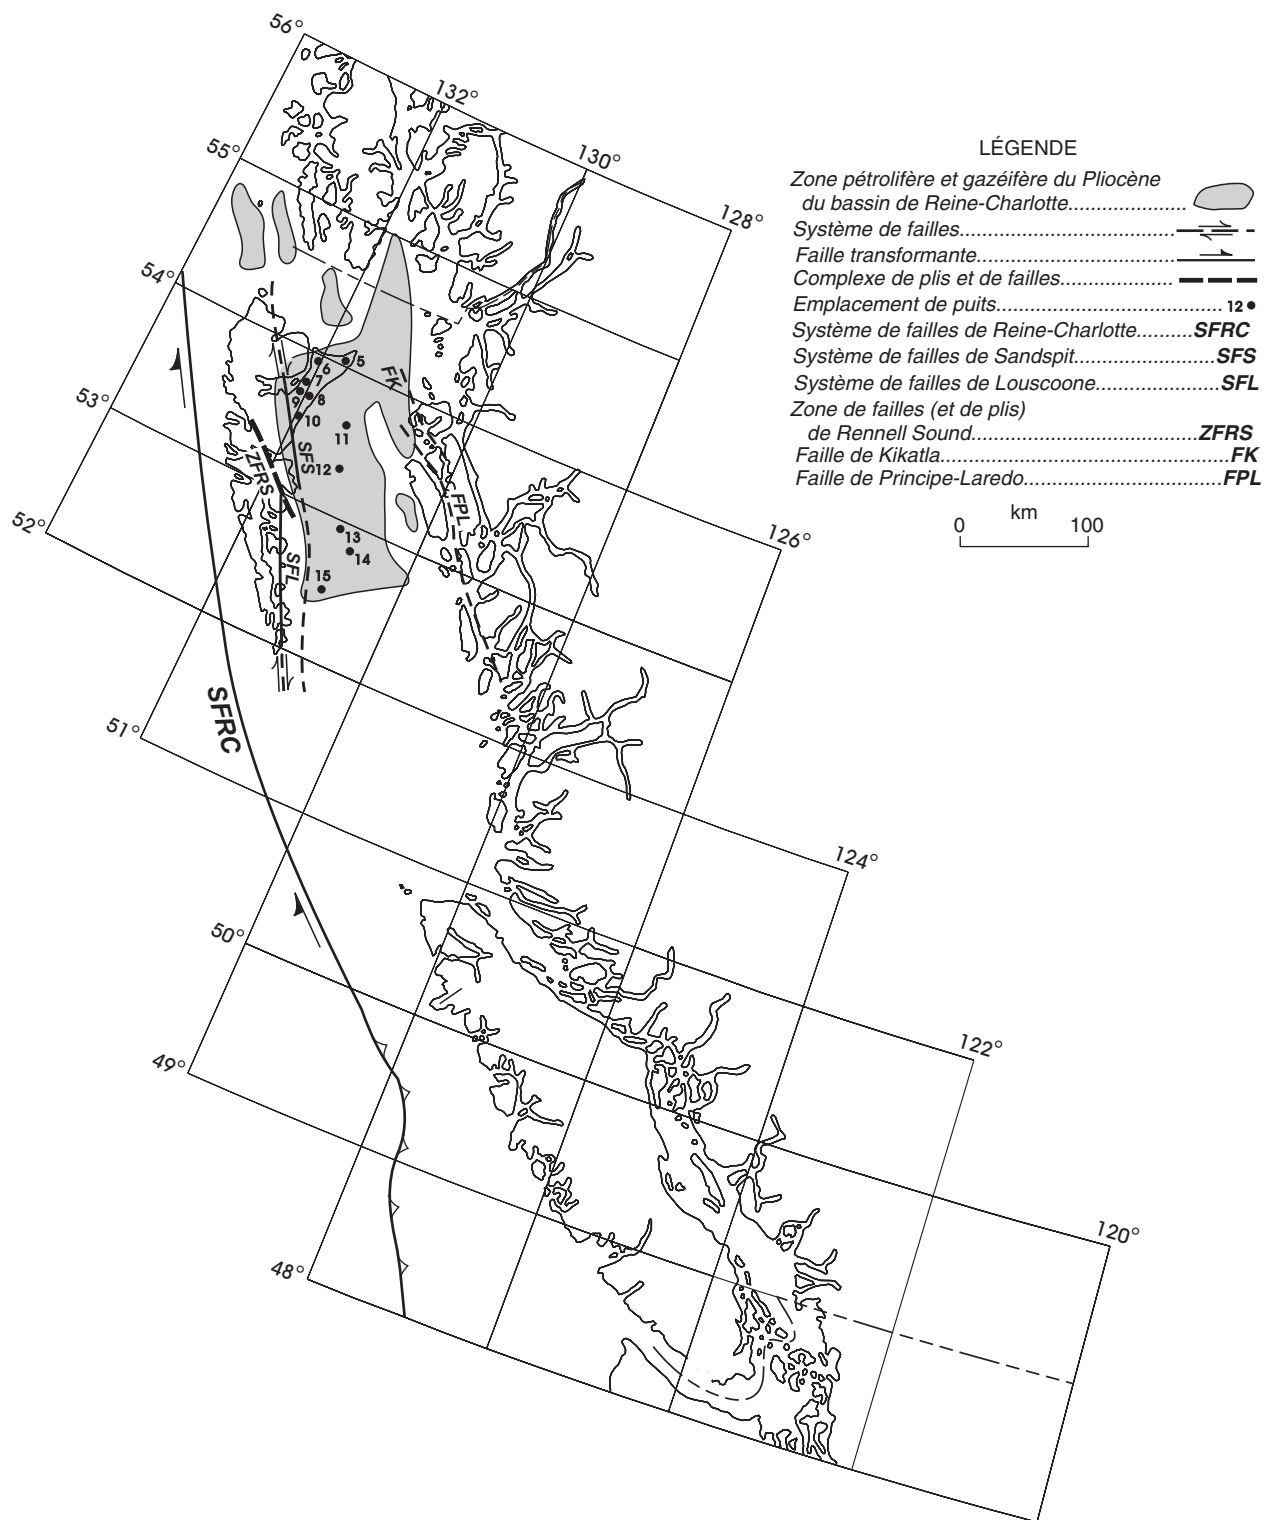 56°
132°
55°
130°
128°
54°
53°
52°
126°
51°
124°
50°
122°
49°
120°
48°
5
6
7
8
9
10
11
12
13
14
15
FK
SFS
ZFRS
FPL
SFL
SFRC
LÉGENDE
Zone pétrolifère et gazéifère du Pliocène
du bassin de Reine-Charlotte
Système de failles
Faille transformante
Complexe de plis et de failles
Emplacement de puits 12
Système de failles de Reine-Charlotte SFRC
Système de failles de Sandspit SFS
Système de failles de Louscoone SFL
Zone de failles (et de plis)
de Rennell Sound ZFRS
Faille de Kikatla FK
Faille de Principe-Laredo FPL
km
0 100